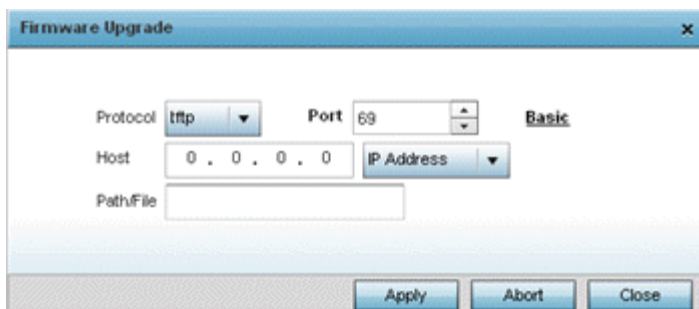 Firmware Upgrade x
Protocol tftp Port 69 Basic
Host 0 . 0 . 0 . 0 IP Address
Path/File
Apply Abort Close